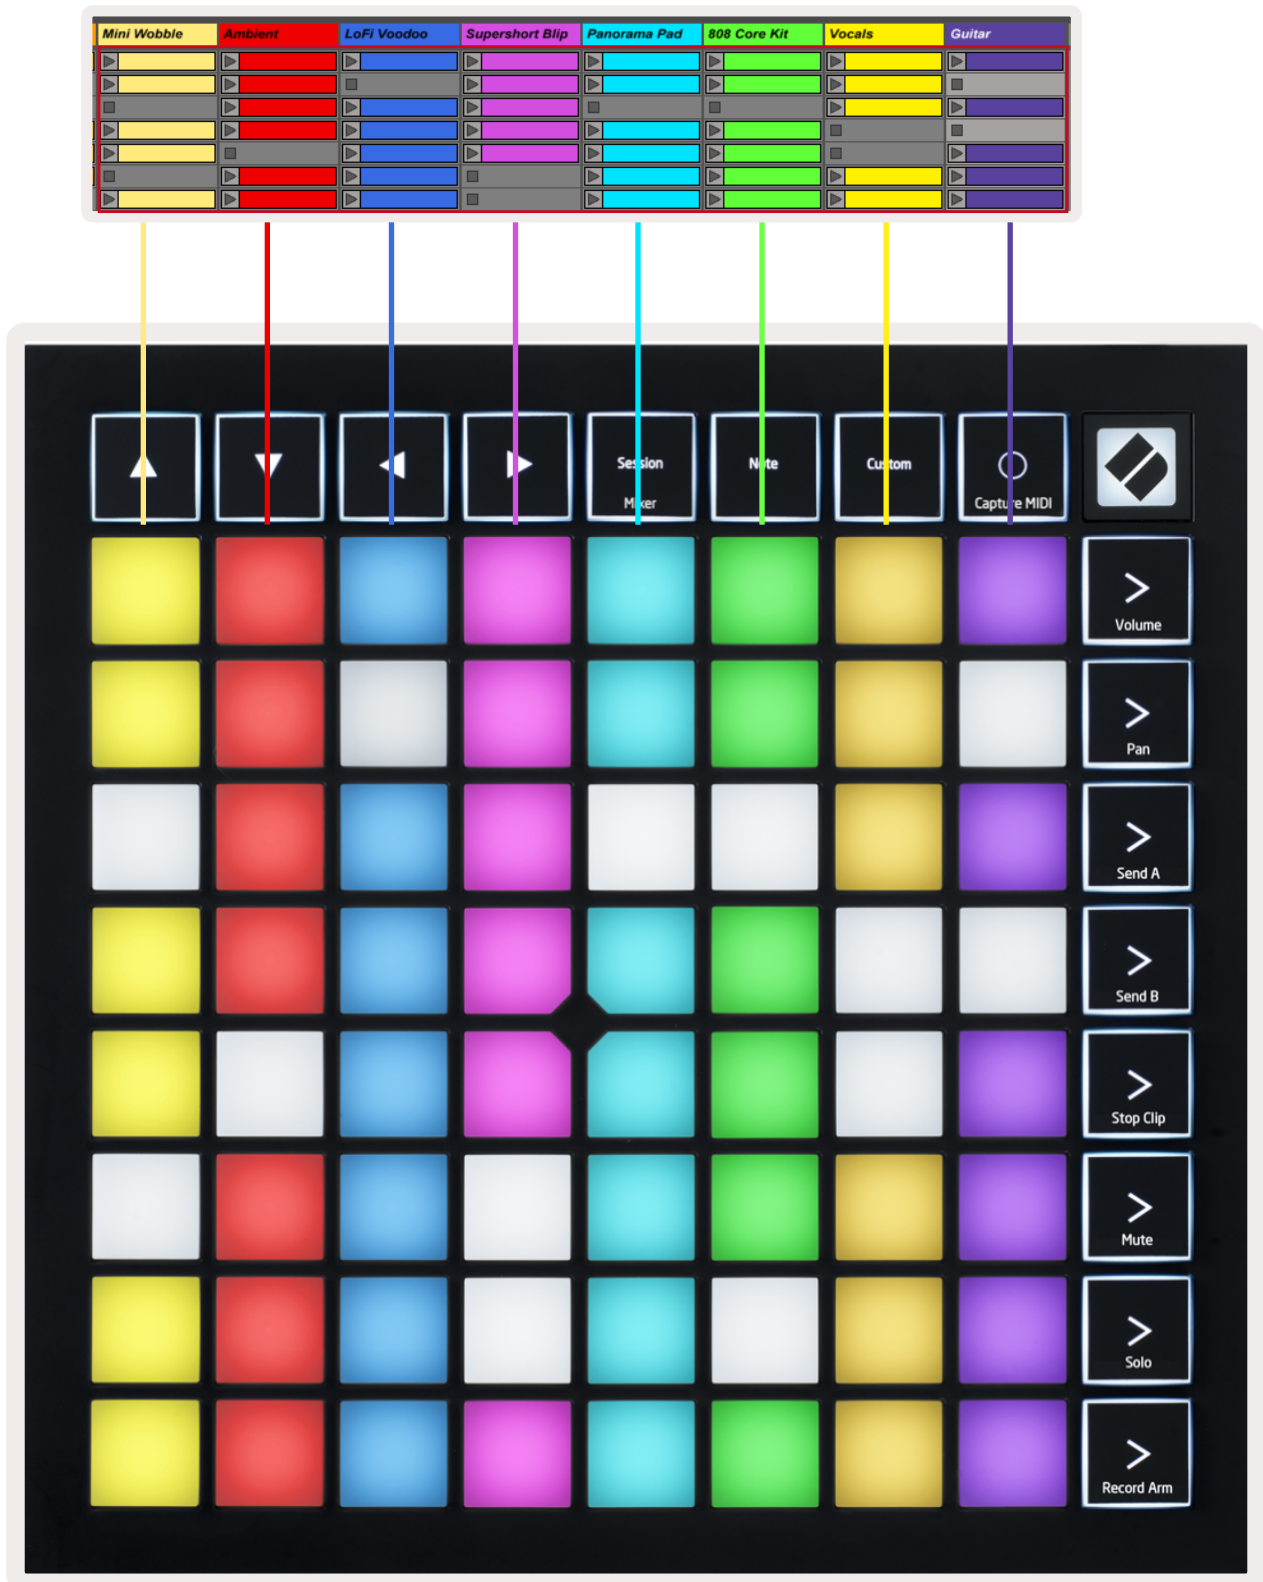 Mini Wobble
Ambient
LoFi Voodoo
Supershort Blip
Panorama Pad
808 Core Kit
Vocals
Guitar
Session
Mixer
Note
Custom
Capture MIDI
Volume
Pan
Send A
Send B
Stop Clip
Mute
Solo
Record Arm